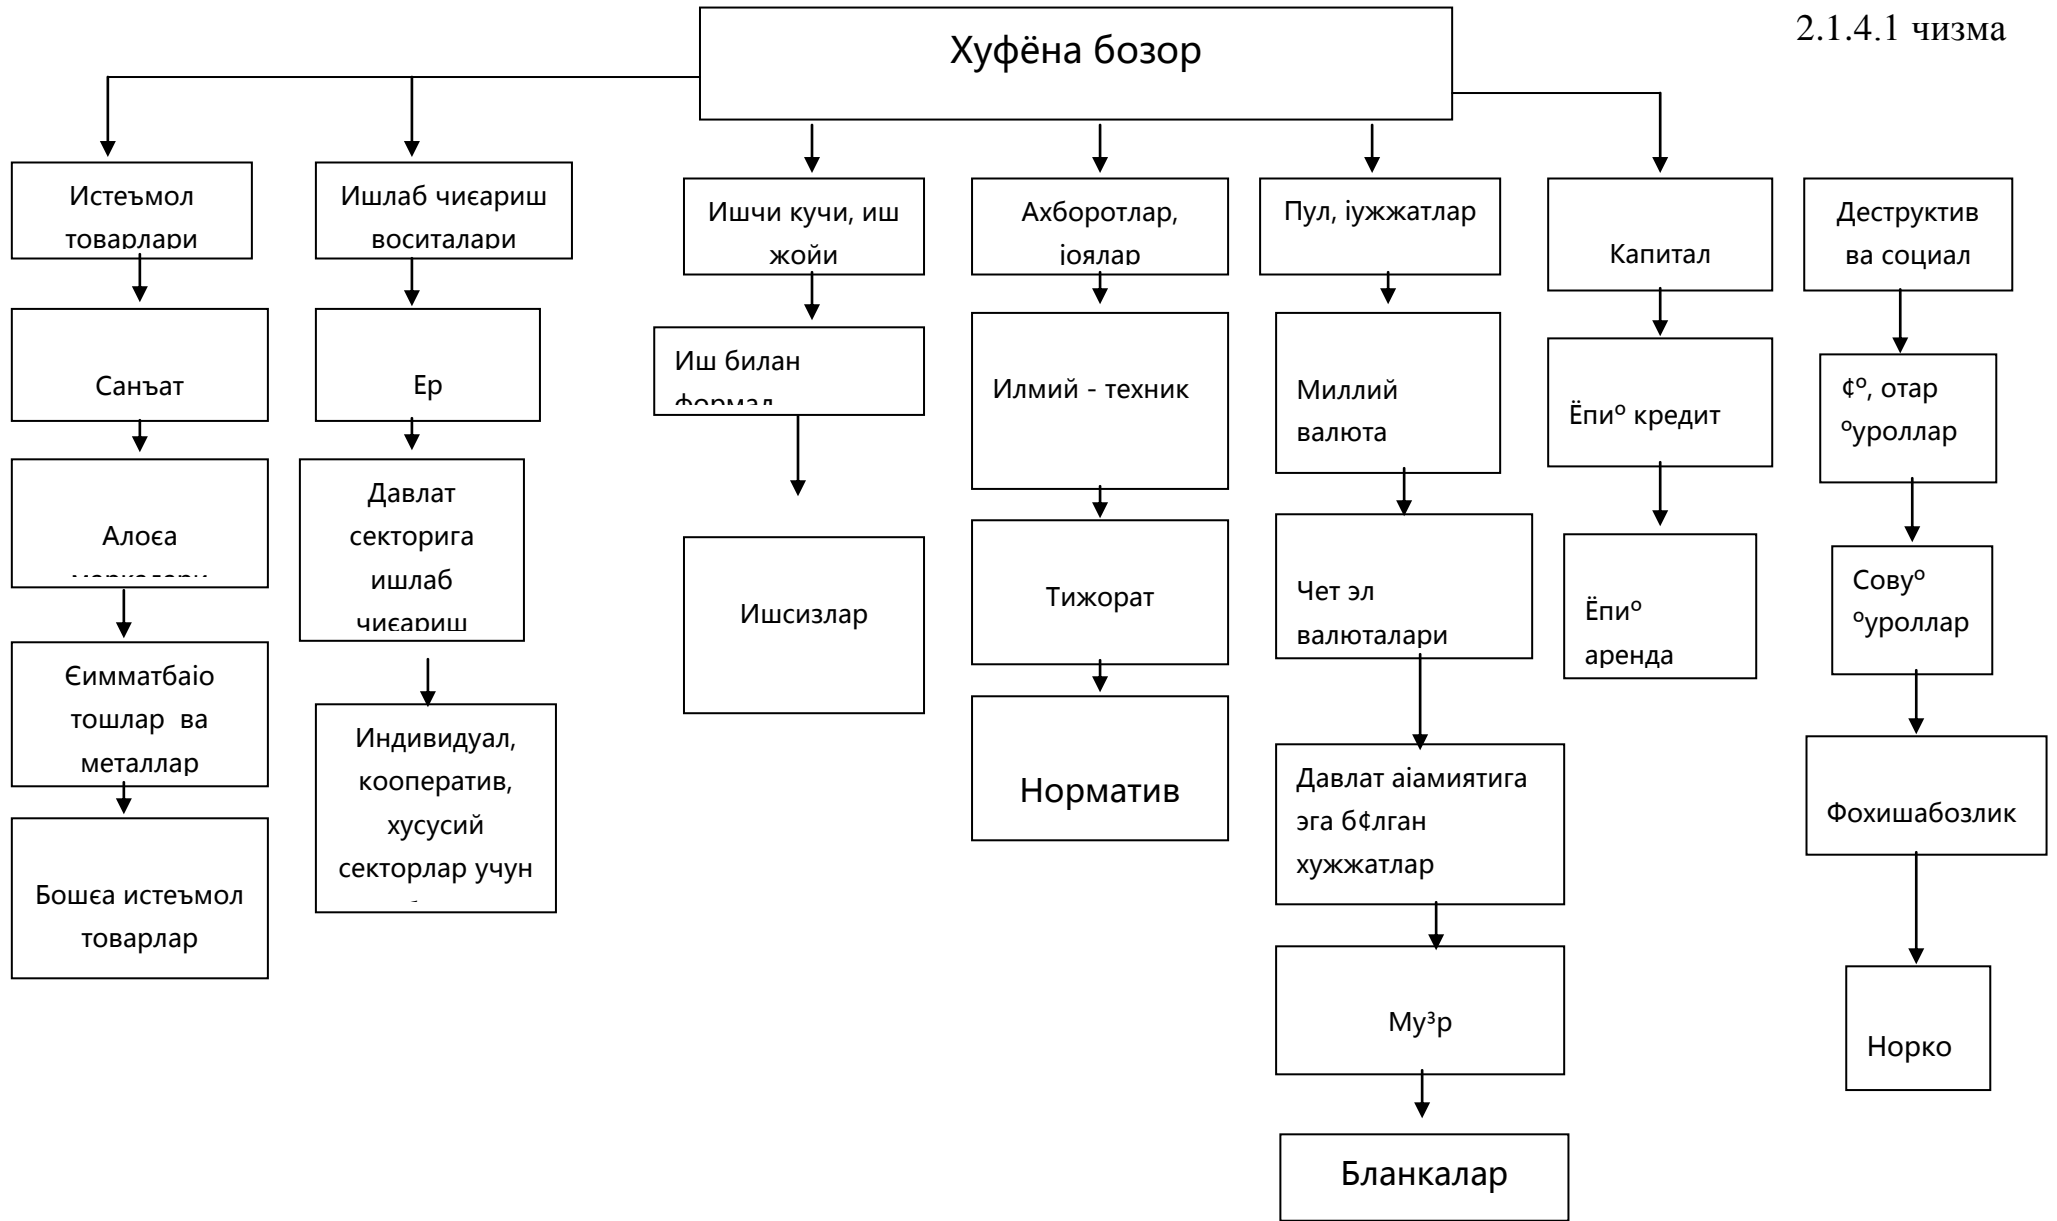 2.1.4.1 чизма
Хуфёна бозор
Истеъмол
товарлари
Ишлаб чиєариш
воситалари
Ишчи кучи, иш
жойи
Ахборотлар,
іоялар
Пул, іужжатлар
Капитал
Деструктив
ва социал
Санъат
Ер
Иш билан
формал
Илмий - техник
Миллий
валюта
Ёпиº кредит
¢º, отар
ºуроллар
Алоєа
Давлат
секторига
ишлаб
чиєариш
Ишсизлар
Тижорат
Чет эл
валюталари
Ёпиº
аренда
Совуº
ºуроллар
Єимматбаіо
тошлар ва
металлар
Индивидуал,
кооператив,
хусусий
секторлар учун
Норматив
Давлат аіамиятига
эга б¢лган
хужжатлар
Фохишабозлик
Бошєа истеъмол
товарлар
Му³р
Норко
Бланкалар